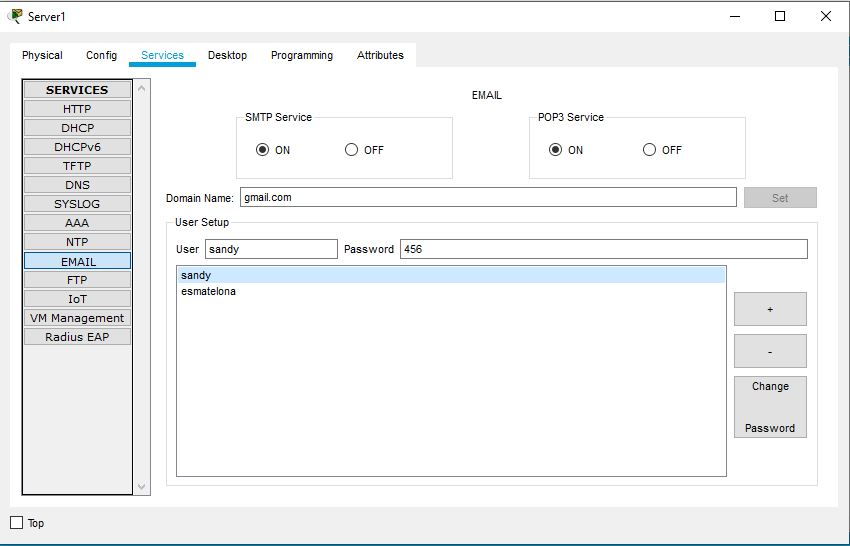 Server1
Physical Config Services Desktop Programming Attributes
SERVICES
HTTP
DHCP
DHCPv6
TFTP
DNS
SYSLOG
AAA
NTP
EMAIL
FTP
IoT
VM Management
Radius EAP
EMAIL
SMTP Service
ON OFF
POP3 Service
ON OFF
Domain Name: gmail.com Set
User Setup
User sandy Password 456
sandy
esmatelona
+
-
Change
Password
Top